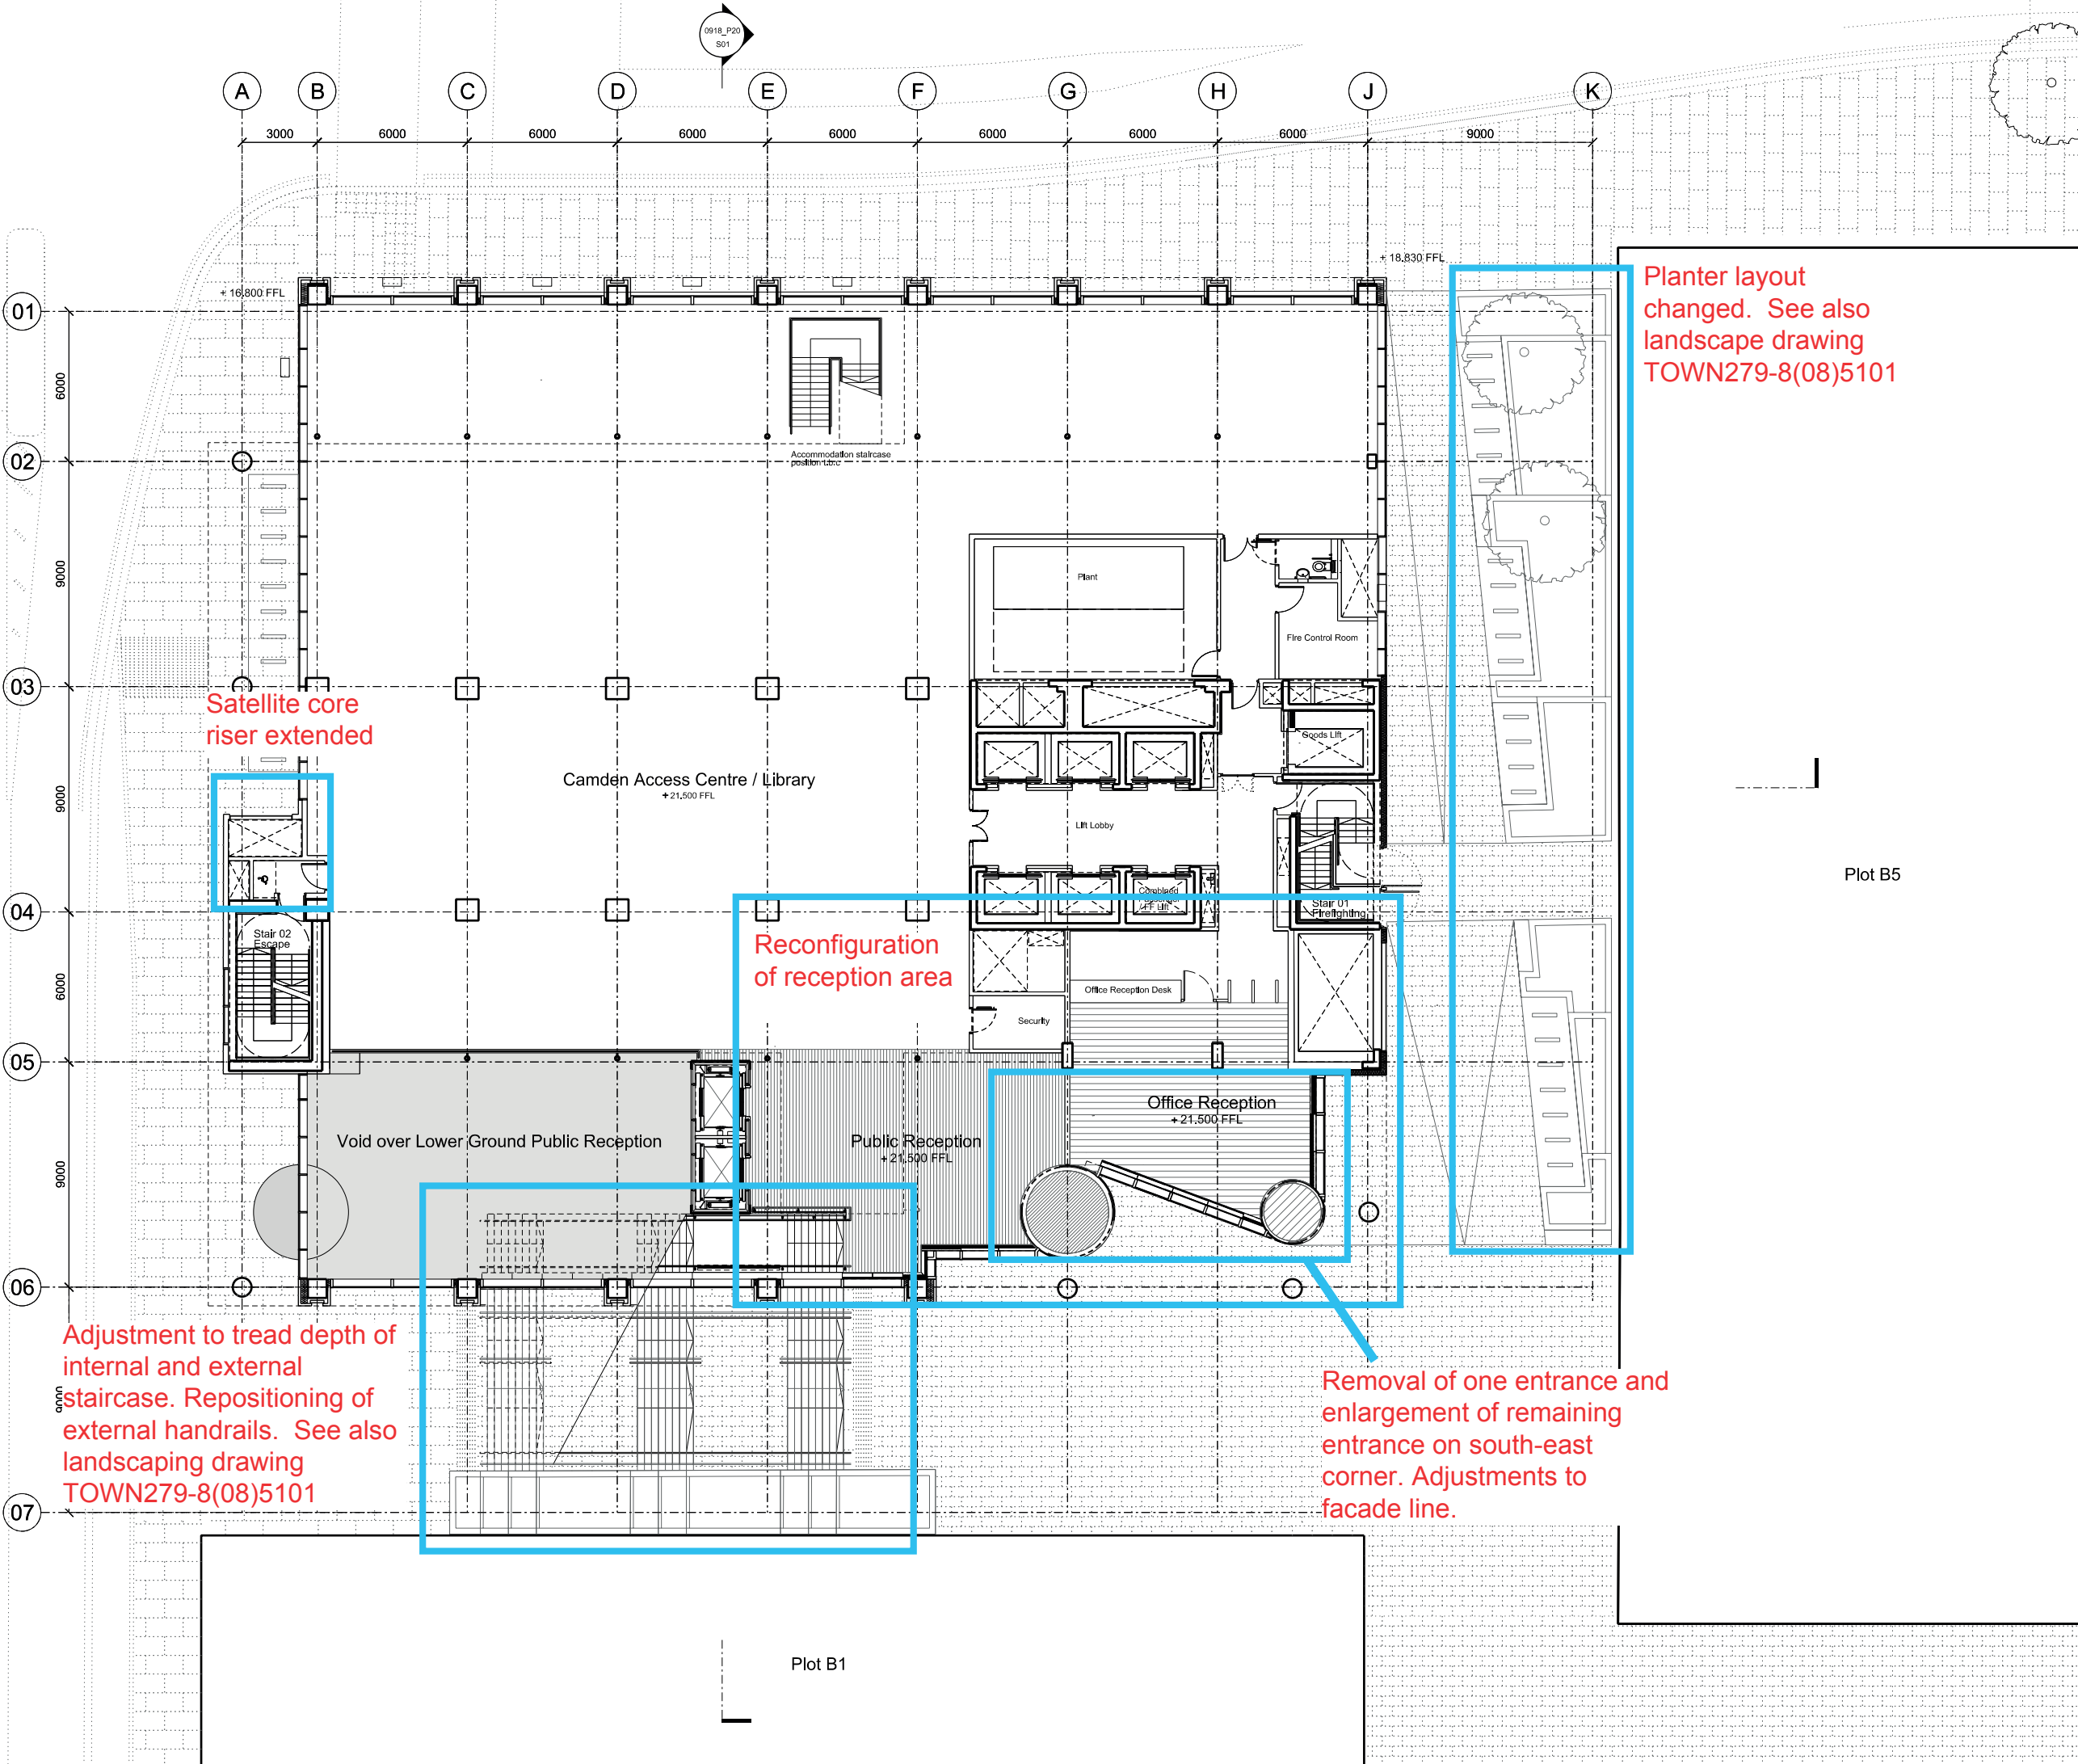 0918_P20
S01
A B C D E F G H J K
3000 6000 6000 6000 6000 6000 6000 6000 9000
+ 18.830 FFL
+ 16.800 FFL
Planter layout
changed. See also
landscape drawing
TOWN279-8(08)5101
01
6000
02
Accommodation staircase
position t.b.c
9000
Plant
Fire Control Room
03
Satellite core
riser extended
Goods Lift
Camden Access Centre / Library
+ 21,500 FFL
9000
Lift Lobby
Plot B5
Combined
FF Lift
04
Stair 01
Firefighting
Stair 02
Escape
Reconfiguration
of reception area
6000
Office Reception Desk
Security
05
Office Reception
+ 21,500 FFL
Void over Lower Ground Public Reception
Public Reception
+ 21,500 FFL
9000
06
Adjustment to tread depth of
internal and external
staircase. Repositioning of
external handrails. See also
landscaping drawing
TOWN279-8(08)5101
9000
Removal of one entrance and
enlargement of remaining
entrance on south-east
corner. Adjustments to
facade line.
07
Plot B1